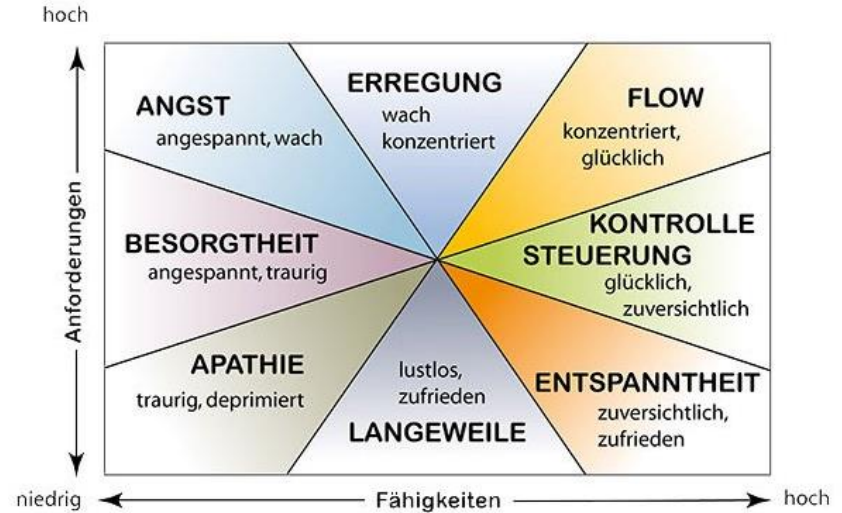 hoch
ANGST
angespannt, wach
ERREGUNG
wach
konzentriert
FLOW
konzentriert,
glücklich
Anforderungen
BESORGTHEIT
angespannt, traurig
KONTROLLE
STEUERUNG
glücklich,
zuversichtlich
APATHIE
traurig, deprimiert
lustlos,
zufrieden
LANGEWEILE
ENTSPANNTHEIT
zuversichtlich,
zufrieden
niedrig
Fähigkeiten
hoch